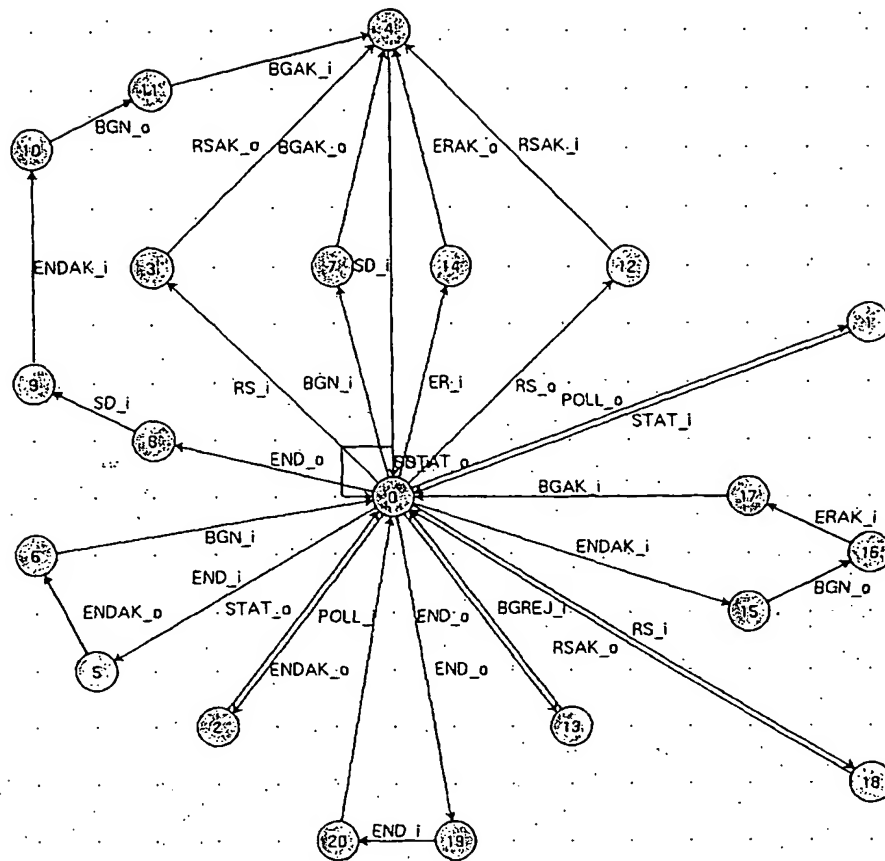 4
BGAK_i
11
BGN_o
10
RSAK_o
BGAK_o
ERAK_o
RSAK_i
ENDAK_i
3
7
SD_i
14
12
1
RS_i
BGN_i
ER_i
RS_o
POLL_o
STAT_i
9
SD_i
8
END_o
0
BGAK_i
17
ERAK_i
6
BGN_i
ENDAK_i
16
END_i
BGN_o
15
ENDAK_o
STAT_o
POLL_i
END_o
BGREJ_i
RS_i
5
ENDAK_o
END_o
RSAK_o
2
13
18
20
END_i
19